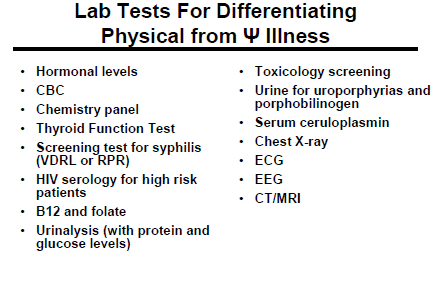 Lab Tests For Differentiating
Physical from Ψ Illness
• Hormonal levels
• CBC
• Chemistry panel
• Thyroid Function Test
• Screening test for syphilis
(VDRL or RPR)
• HIV serology for high risk
patients
• B12 and folate
• Urinalysis (with protein and
glucose levels)
• Toxicology screening
• Urine for uroporphyrias and
porphobilinogen
• Serum ceruloplasmin
• Chest X-ray
• ECG
• EEG
• CT/MRI